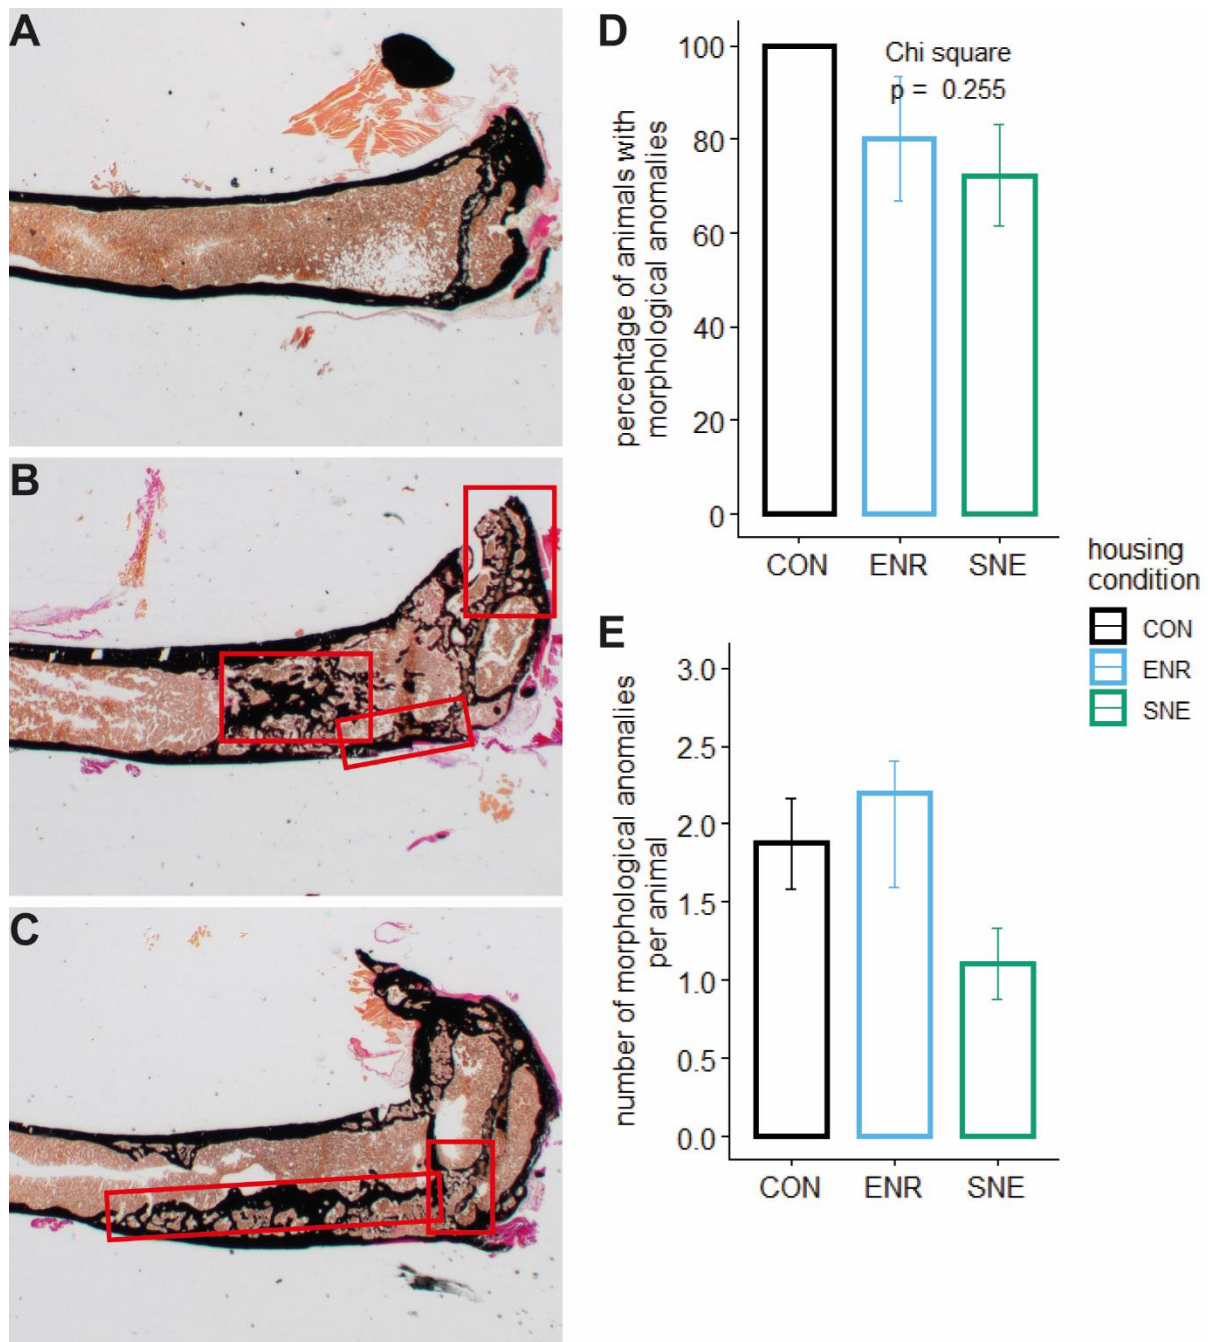 A
B
C
D
percentage of animals with
morphological anomalies
100
80
60
40
20
0
Chi square
p = 0.255
CON
ENR
SNE
housing
condition
CON
ENR
SNE
E
number of morphological anomalies
per animal
3.0
2.5
2.0
1.5
1.0
0.5
0.0
CON
ENR
SNE